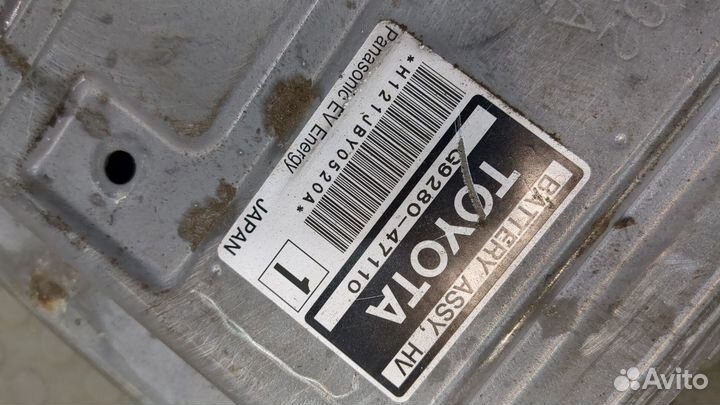 BATTERY ASSY, HV
TOYOTA
G9280-47110
1
*H121JBY0520A*
Panasonic EV Energy
JAPAN
Avito